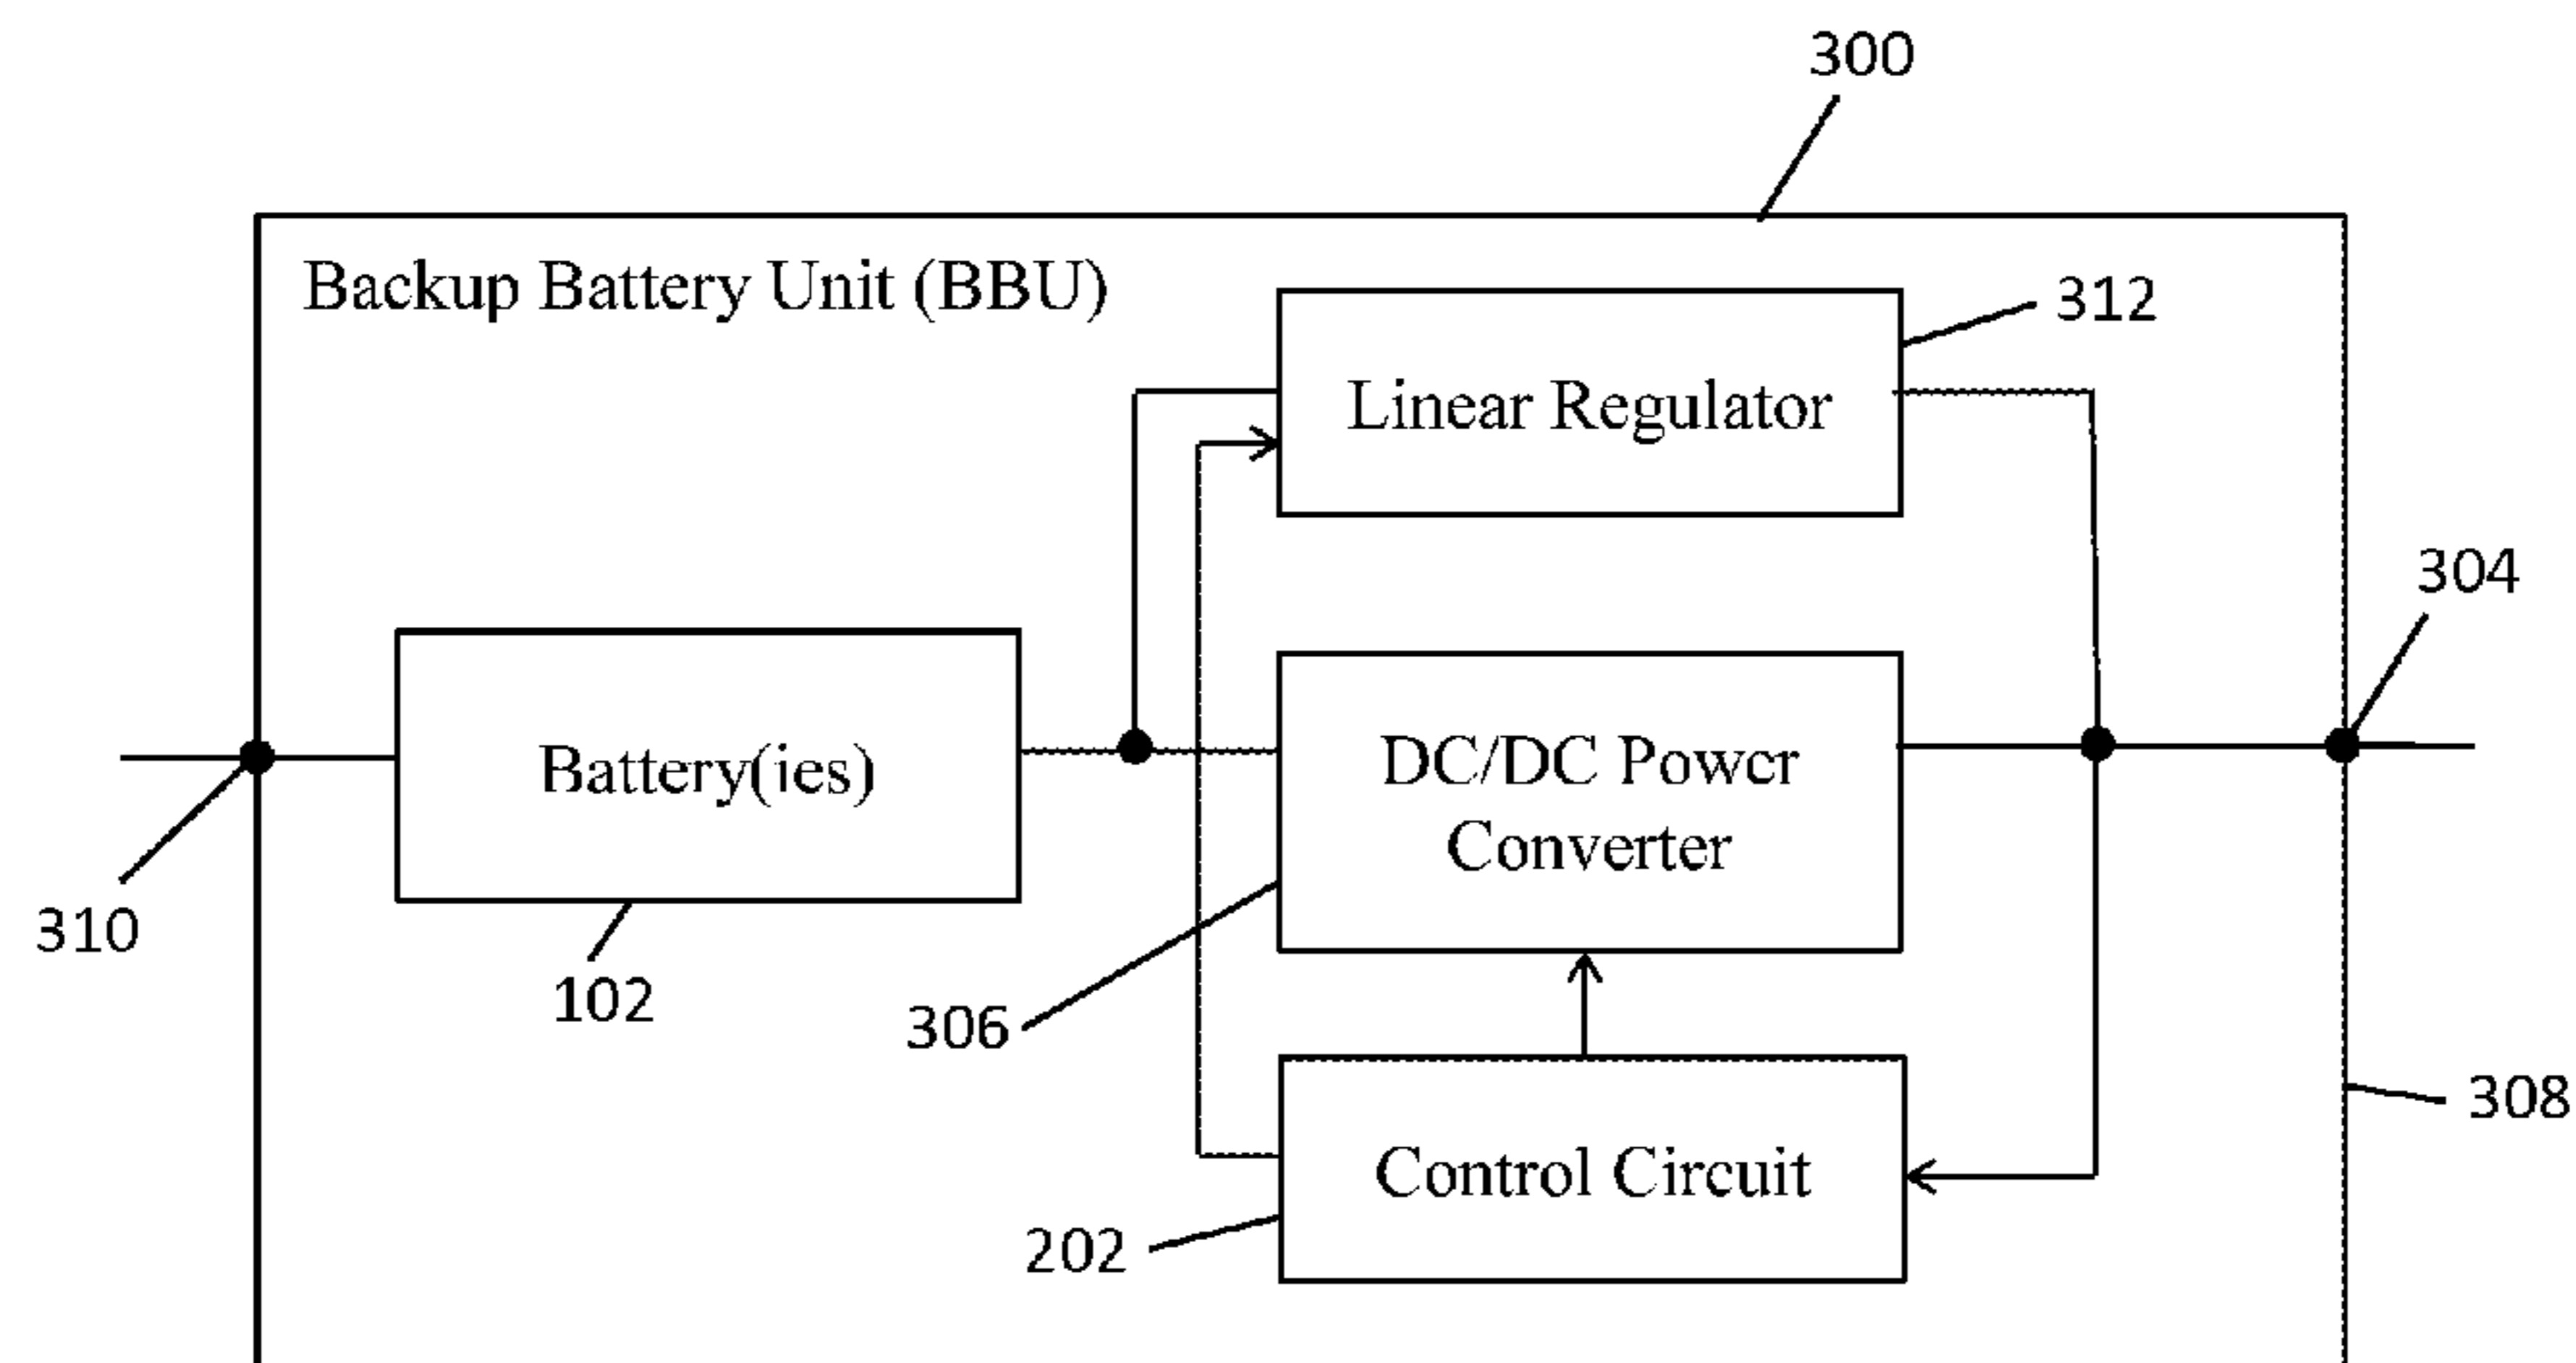 300
Backup Battery Unit (BBU)
312
Linear Regulator
304
Battery(ies)
DC/DC Power
Converter
310
102
306
308
Control Circuit
202